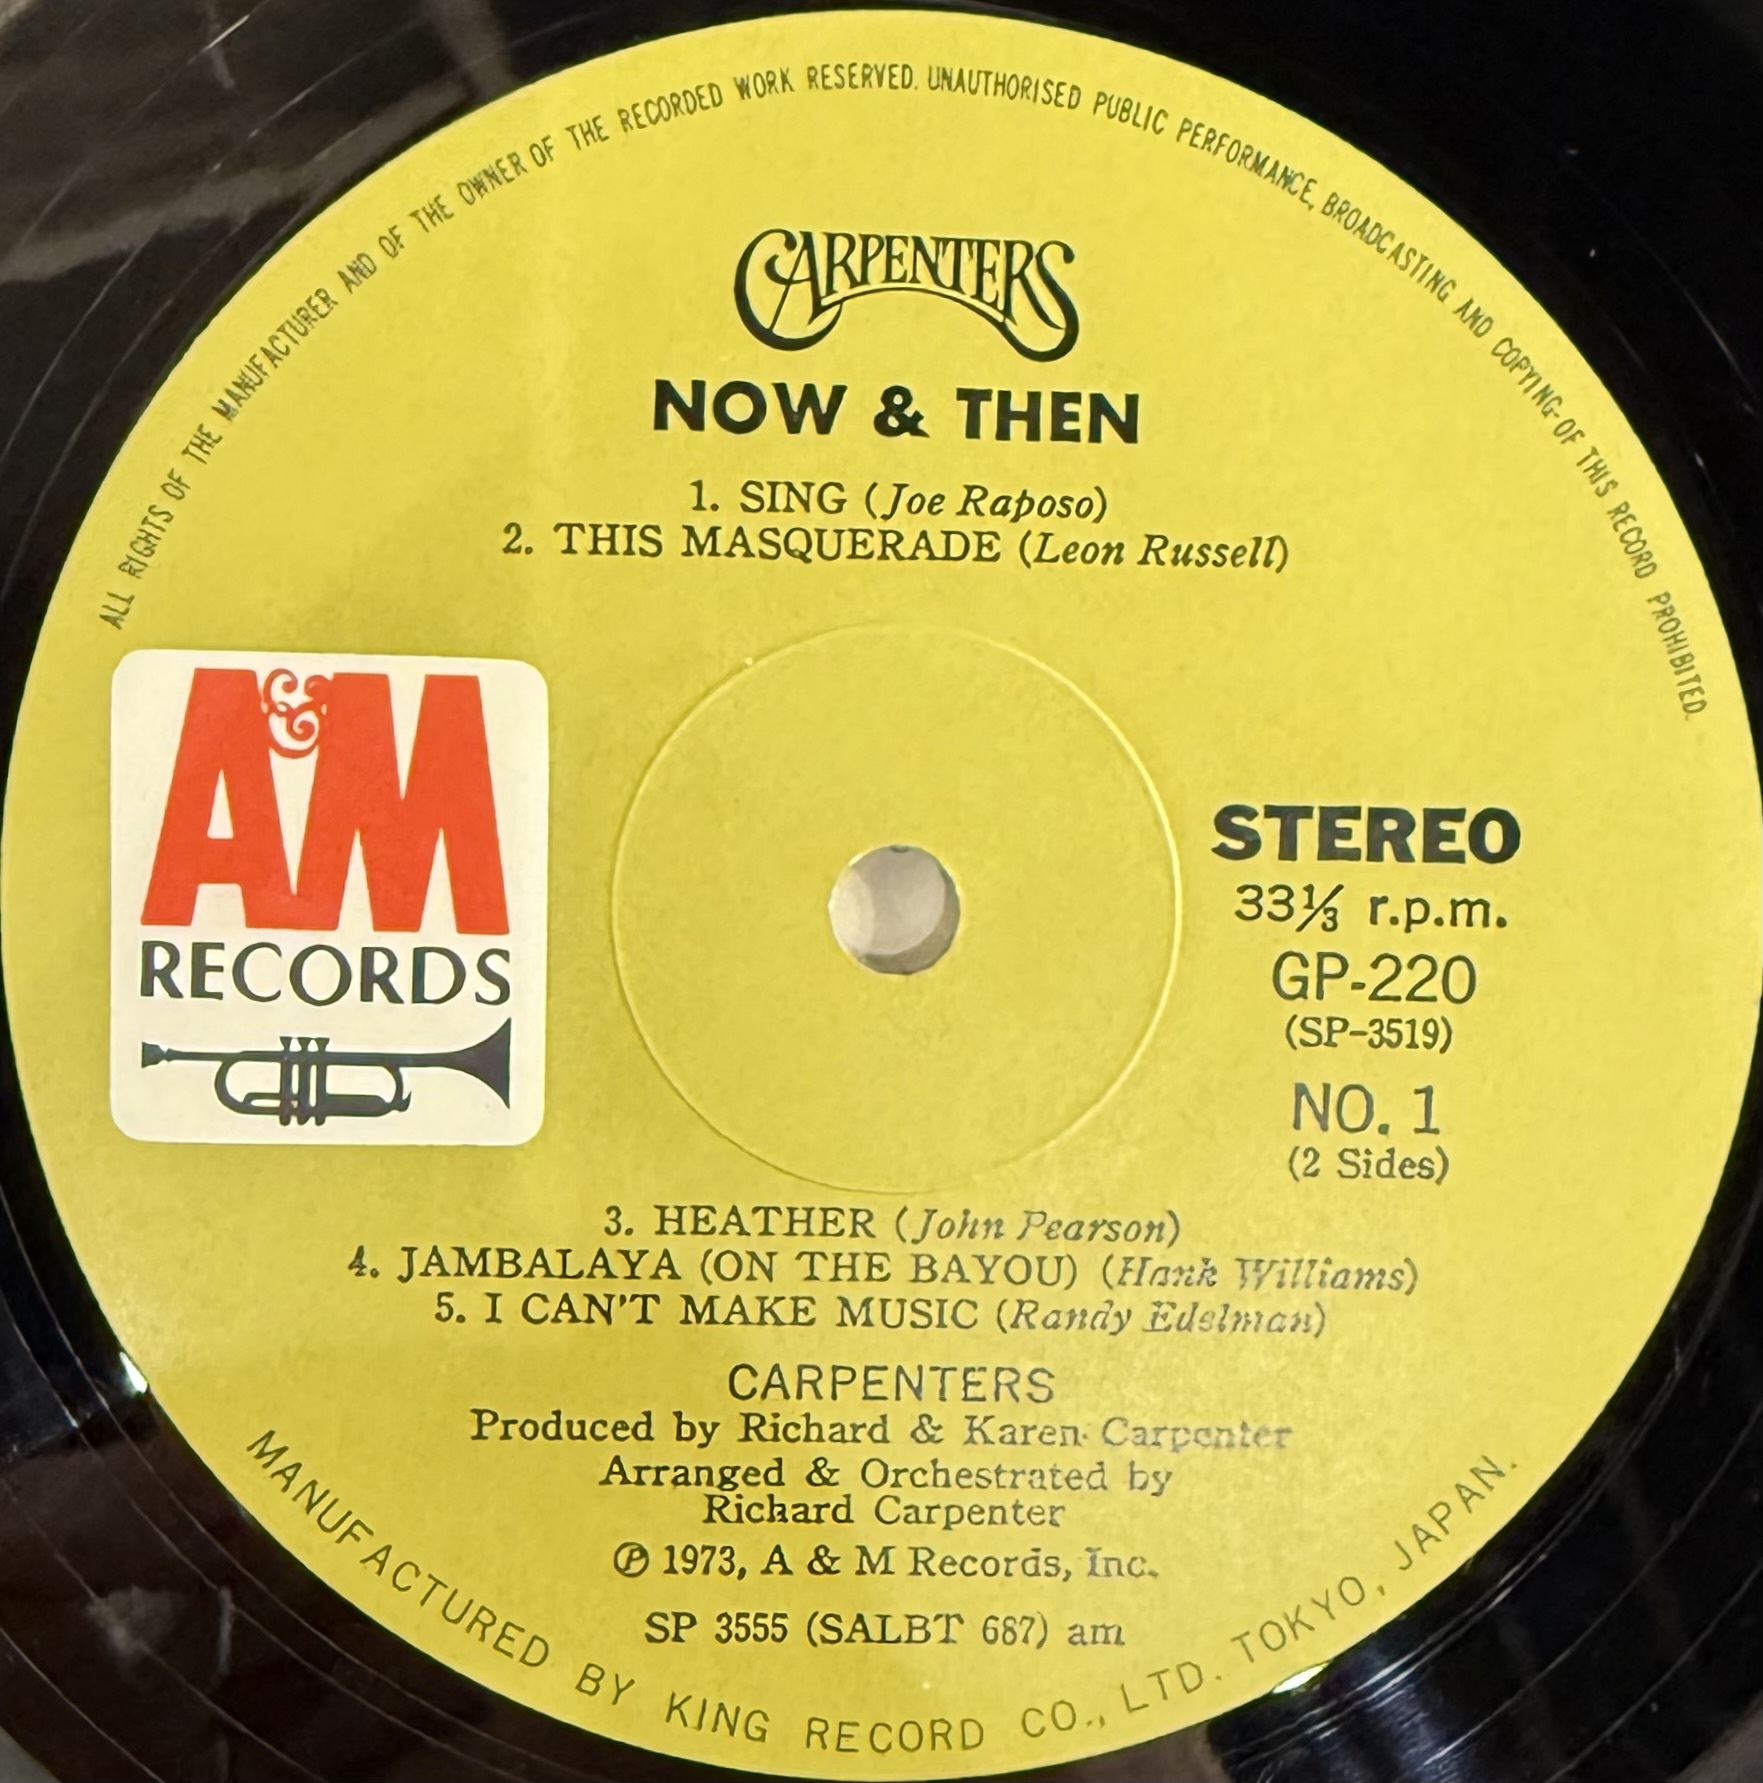 ALL RIGHTS OF THE MANUFACTURER AND OF THE OWNER OF THE RECORDED WORK RESERVED. UNAUTHORISED PUBLIC PERFORMANCE, BROADCASTING AND COPYING OF THIS RECORD PROHIBITED.
CARPENTERS
NOW & THEN
1. SING (Joe Raposo)
2. THIS MASQUERADE (Leon Russell)
A&M
RECORDS
STEREO
33⅓ r.p.m.
GP-220
(SP-3519)
NO. 1
(2 Sides)
3. HEATHER (John Pearson)
4. JAMBALAYA (ON THE BAYOU) (Hank Williams)
5. I CAN'T MAKE MUSIC (Randy Edelman)
CARPENTERS
Produced by Richard & Karen Carpenter
Arranged & Orchestrated by
Richard Carpenter
℗ 1973, A & M Records, Inc.
SP 3555 (SALBT 687) am
MANUFACTURED BY KING RECORD CO., LTD. TOKYO, JAPAN.